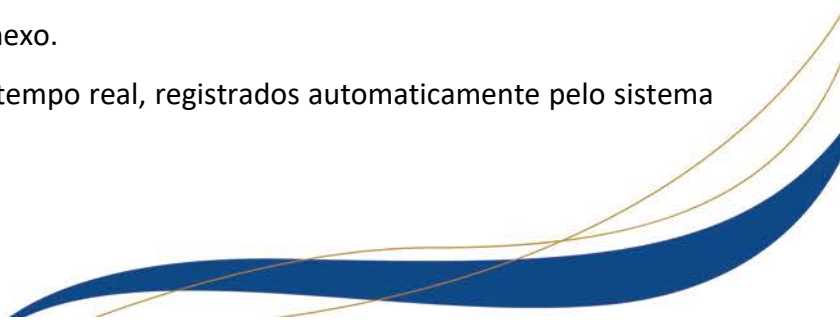 nexo.
tempo real, registrados automaticamente pelo sistema